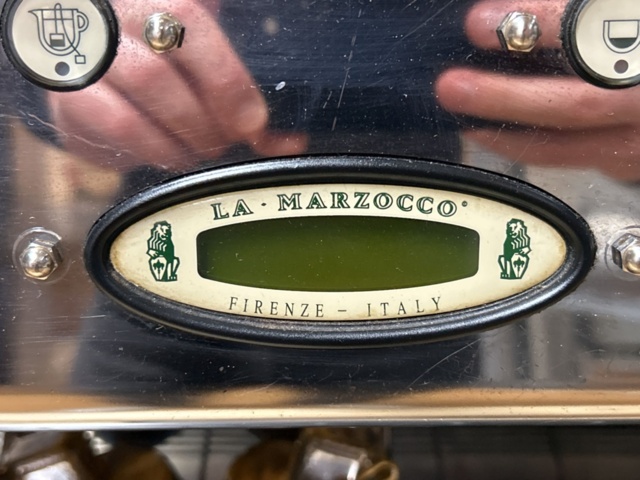 LA · MARZOCCO®
FIRENZE – ITALY